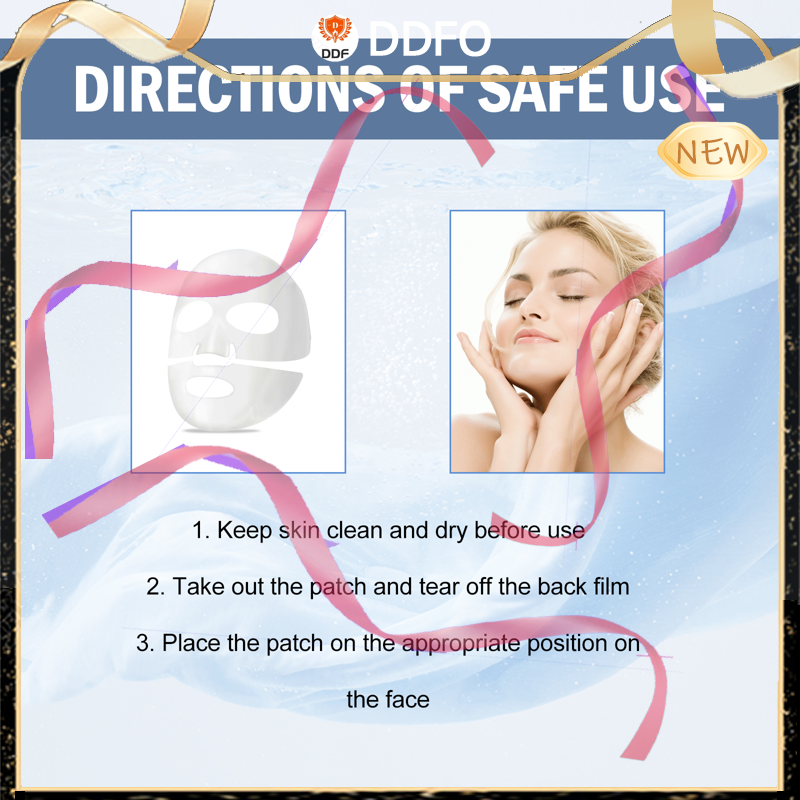 DDF
DDFO
DIRECTIONS OF SAFE USE
NEW
1. Keep skin clean and dry before use
2. Take out the patch and tear off the back film
3. Place the patch on the appropriate position on
the face